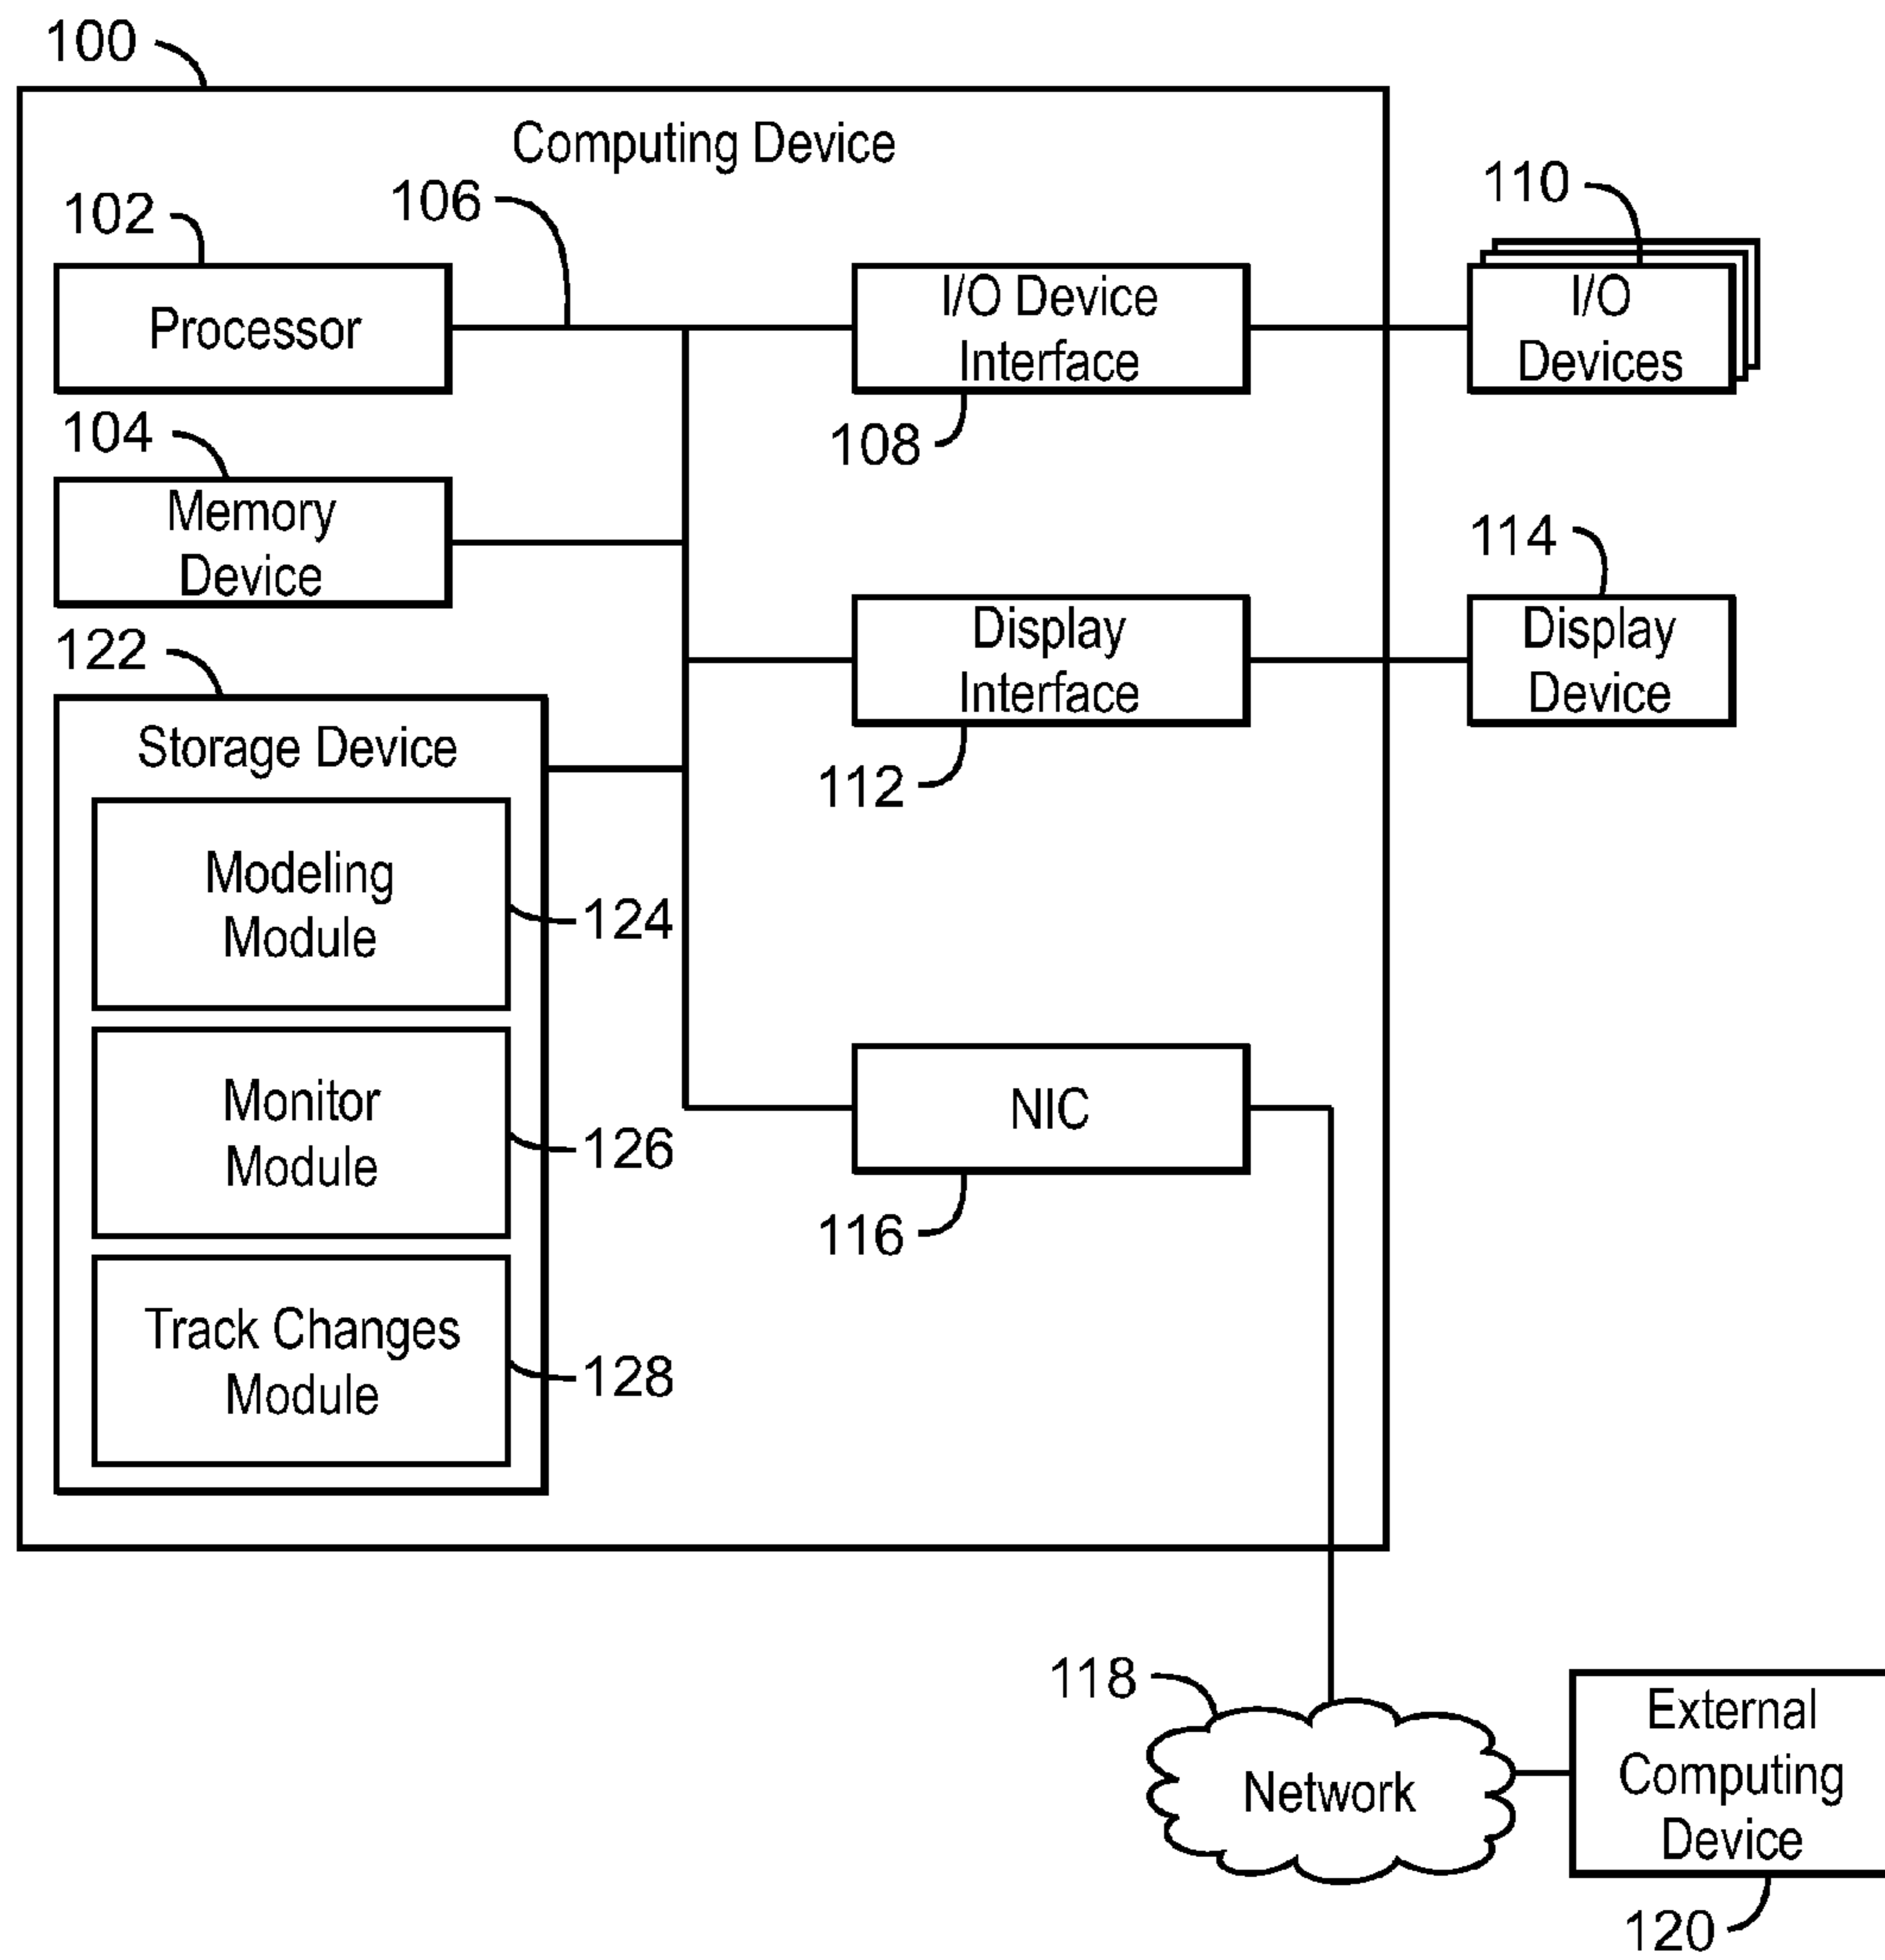 100
Computing Device
102
106
110
Processor
I/O Device
Interface
I/O
Devices
104
108
Memory
Device
114
122
Display
Interface
Display
Device
Storage Device
112
Modeling
Module
124
Monitor
Module
126
NIC
116
Track Changes
Module
128
118
Network
External
Computing
Device
120